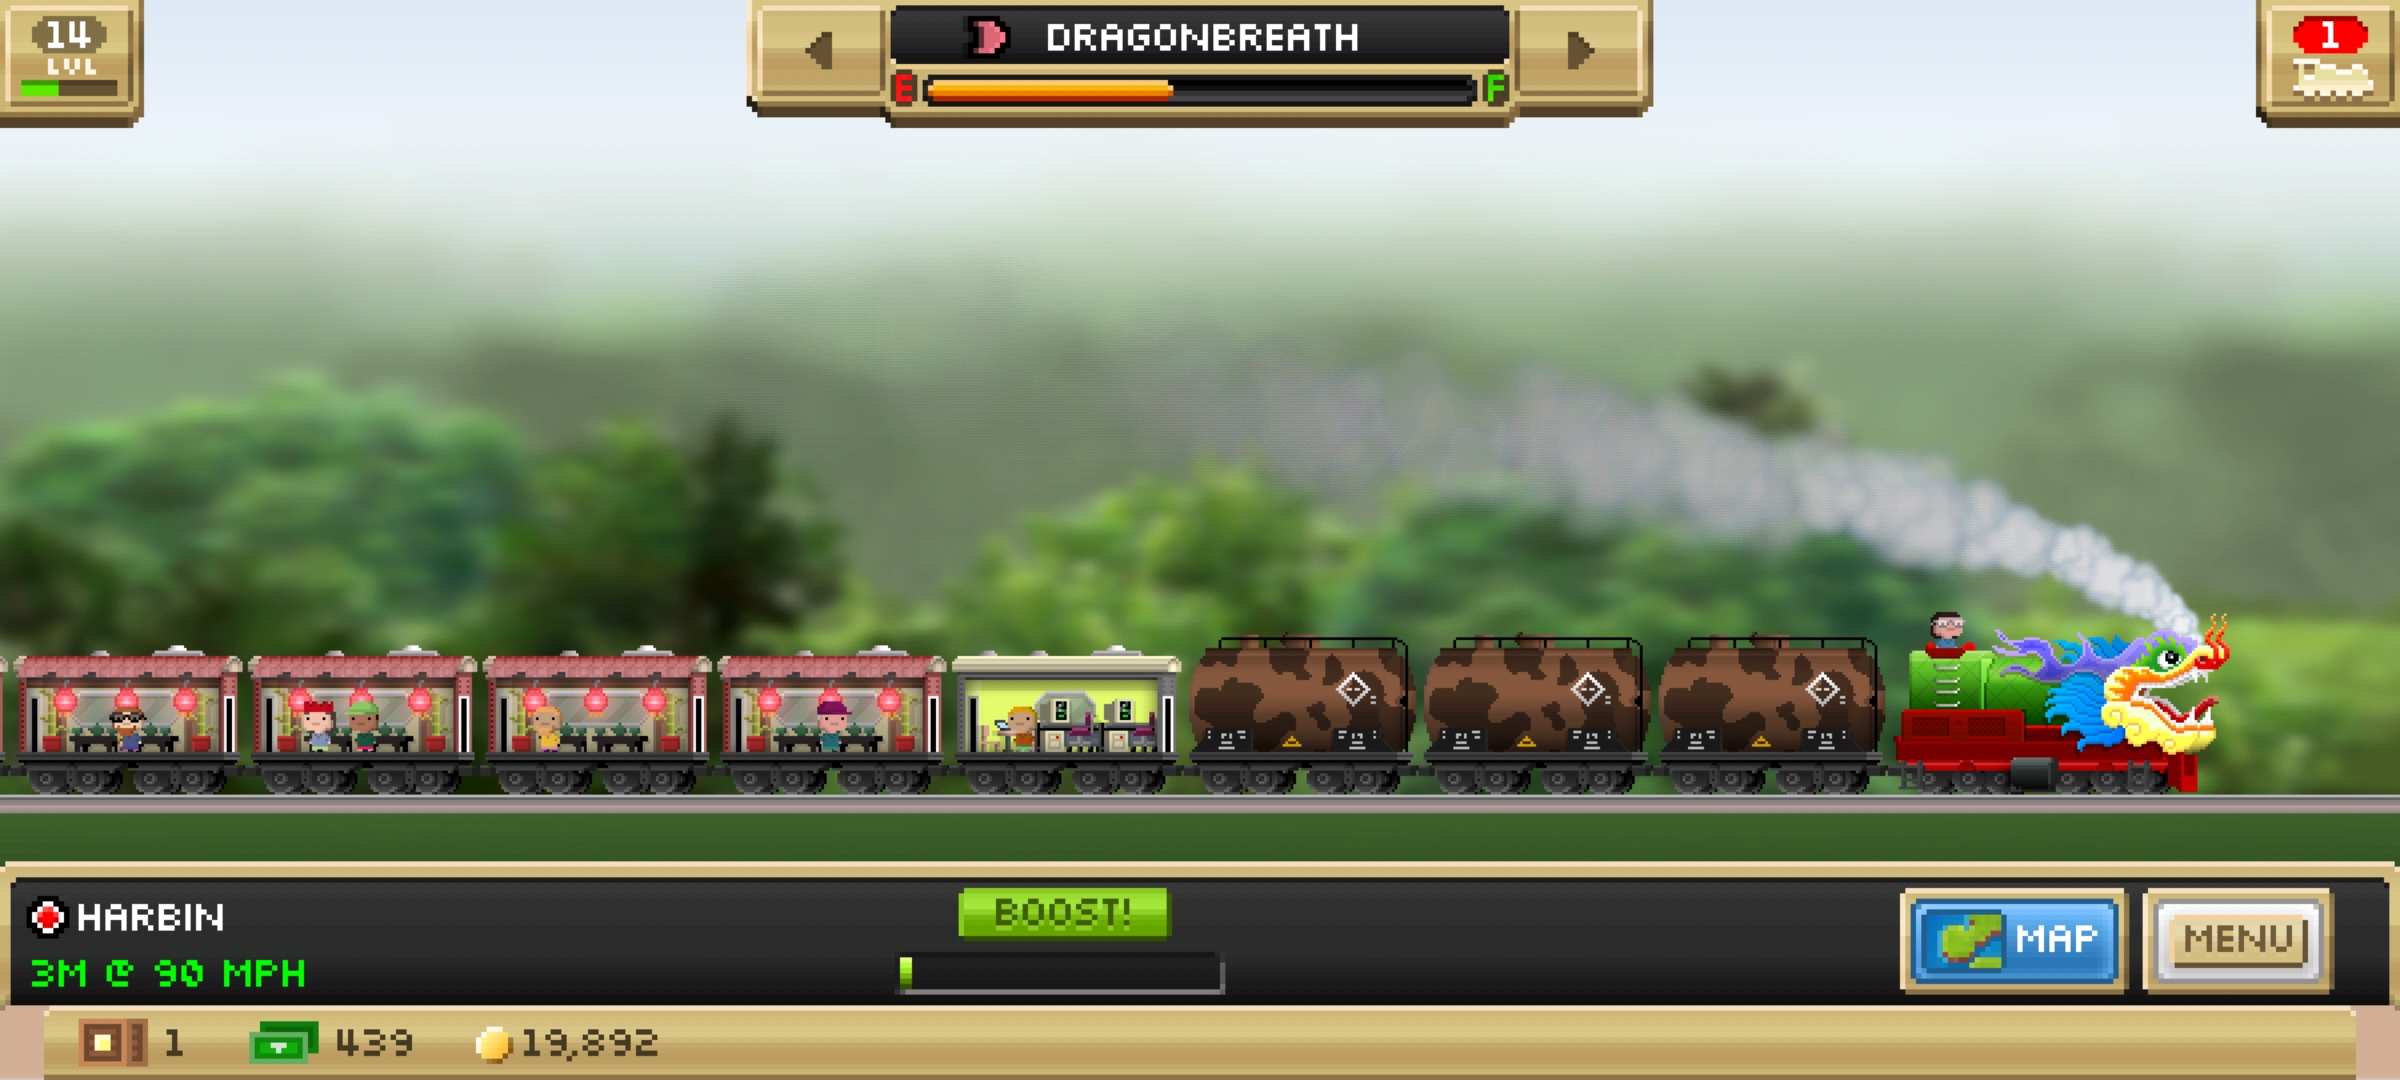 14
LVL
DRAGONBREATH
E F
1
HARBIN
3M @ 90 MPH
BOOST!
MAP
MENU
1
439
19,892